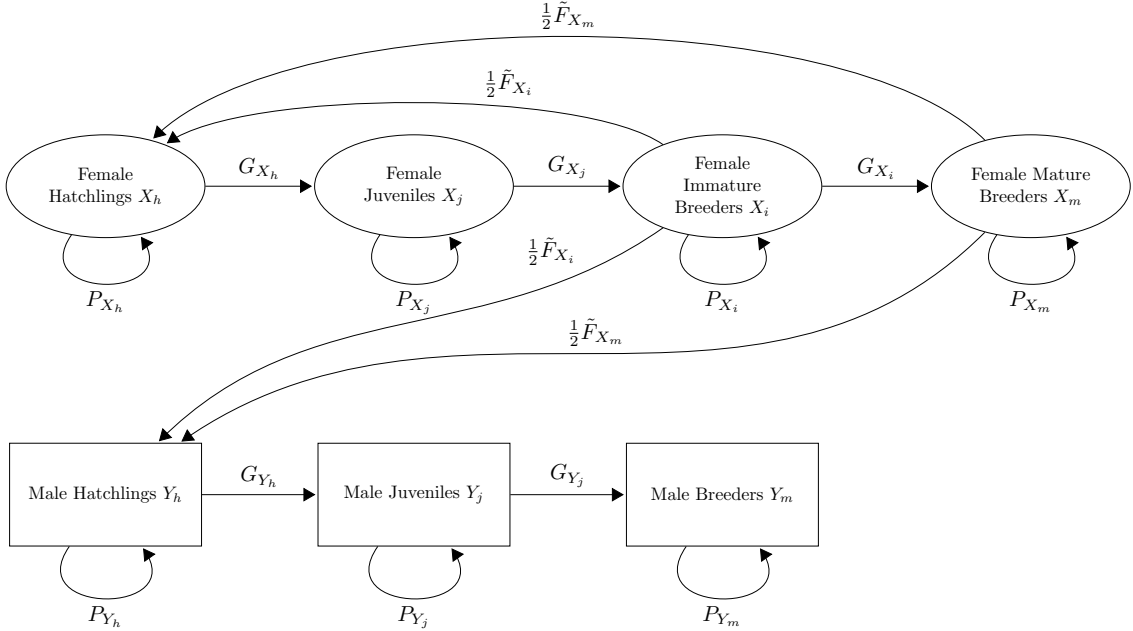 ½F̃_{X_m}
½F̃_{X_i}
Female
Hatchlings X_h
G_{X_h}
Female
Juveniles X_j
G_{X_j}
Female
Immature
Breeders X_i
G_{X_i}
Female Mature
Breeders X_m
½F̃_{X_i}
P_{X_h}
P_{X_j}
P_{X_i}
P_{X_m}
½F̃_{X_m}
Male Hatchlings Y_h
G_{Y_h}
Male Juveniles Y_j
G_{Y_j}
Male Breeders Y_m
P_{Y_h}
P_{Y_j}
P_{Y_m}